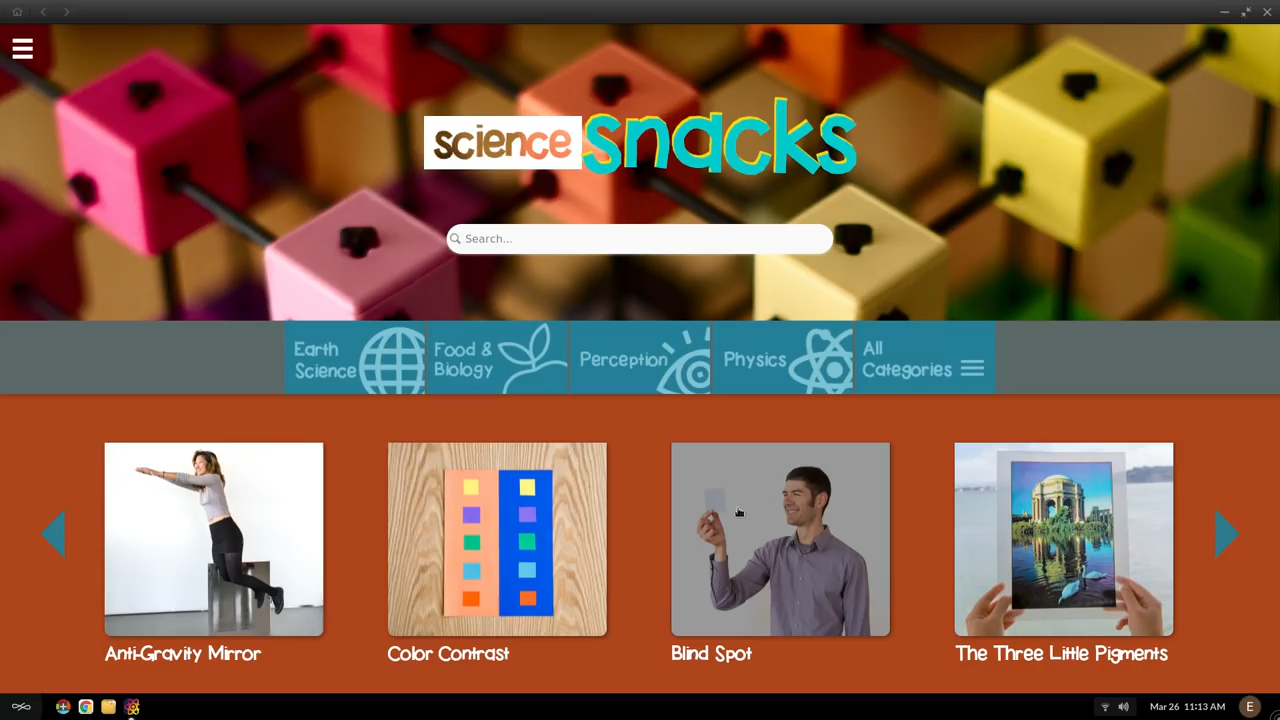 science snacks
Search...
Earth
Science
Food &
Biology
Perception
Physics
All
Categories
Anti-Gravity Mirror
Color Contrast
Blind Spot
The Three Little Pigments
Mar 26 11:13 AM
E